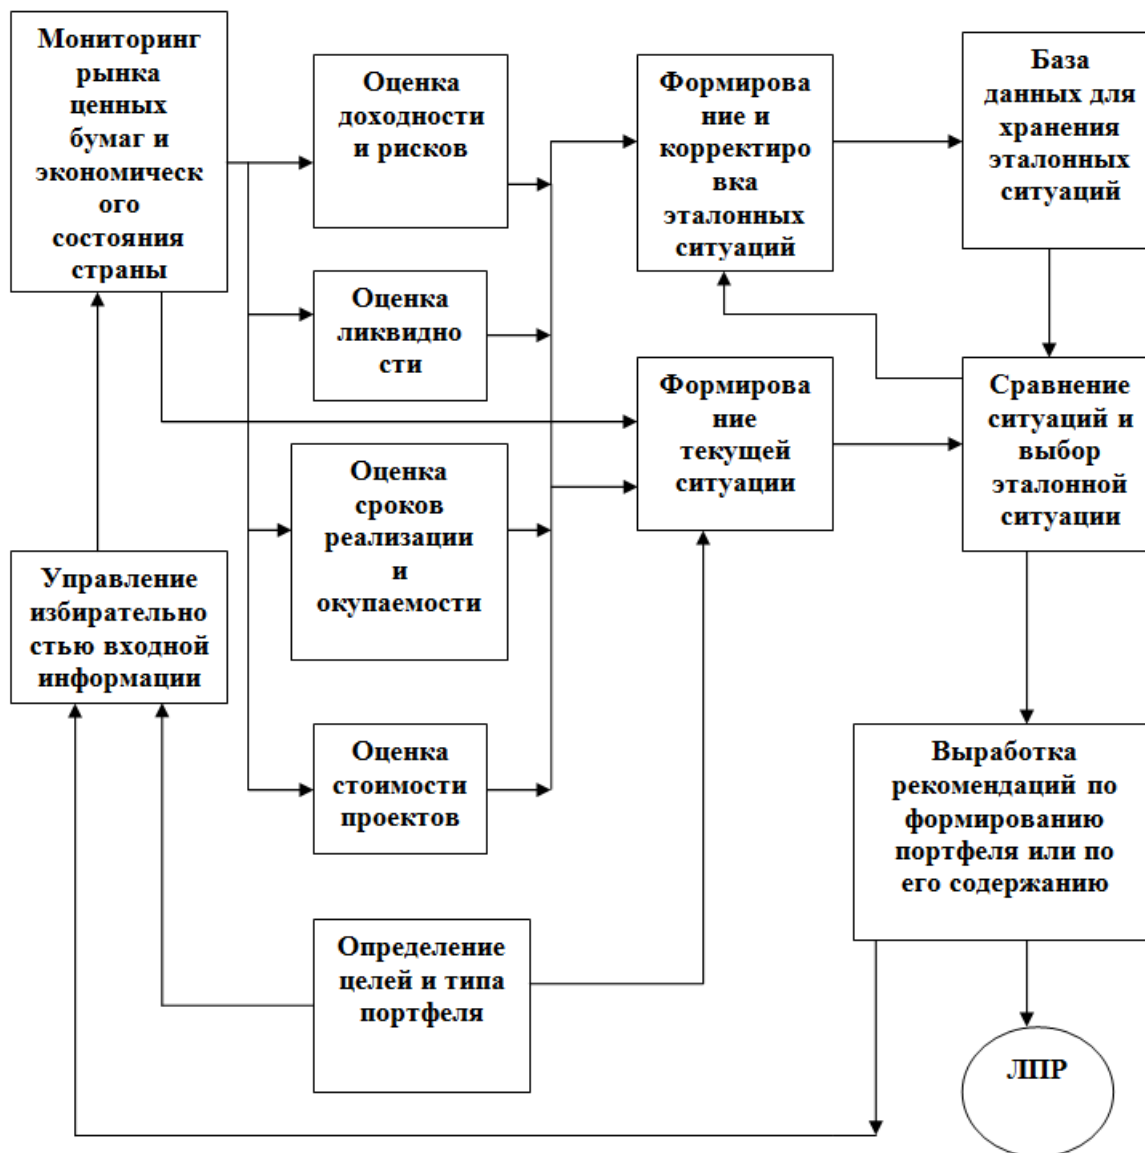 Мониторинг
рынка
ценных
бумаг и
экономическ
ого
состояния
страны
Оценка
доходности
и рисков
Формирова
ние и
корректиро
вка
эталонных
ситуаций
База
данных для
хранения
эталонных
ситуаций
Оценка
ликвидно
сти
Формирова
ние
текущей
ситуации
Сравнение
ситуаций и
выбор
эталонной
ситуации
Оценка
сроков
реализации
и
окупаемости
Управление
избирательно
стью входной
информации
Оценка
стоимости
проектов
Выработка
рекомендаций по
формированию
портфеля или по
его содержанию
Определение
целей и типа
портфеля
ЛПР